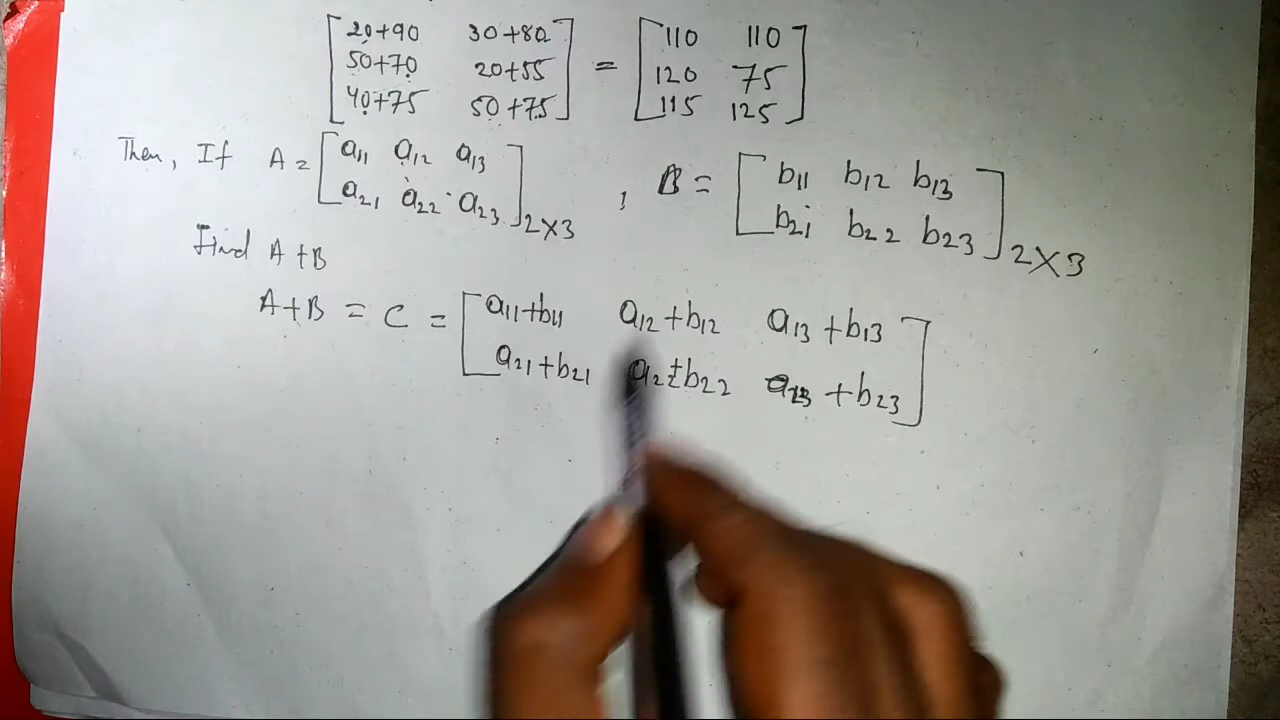 [20+90 30+80] = [110 110]
[50+70 20+55] [120 75]
[40+75 50+75] [115 125]
Then, If A = [a11 a12 a13] , B = [b11 b12 b13]
[a21 a22 a23]2×3 [b21 b22 b23]2×3
Find A+B
A+B = C = [a11+b11 a12+b12 a13+b13]
[a21+b21 a22+b22 a23+b23]